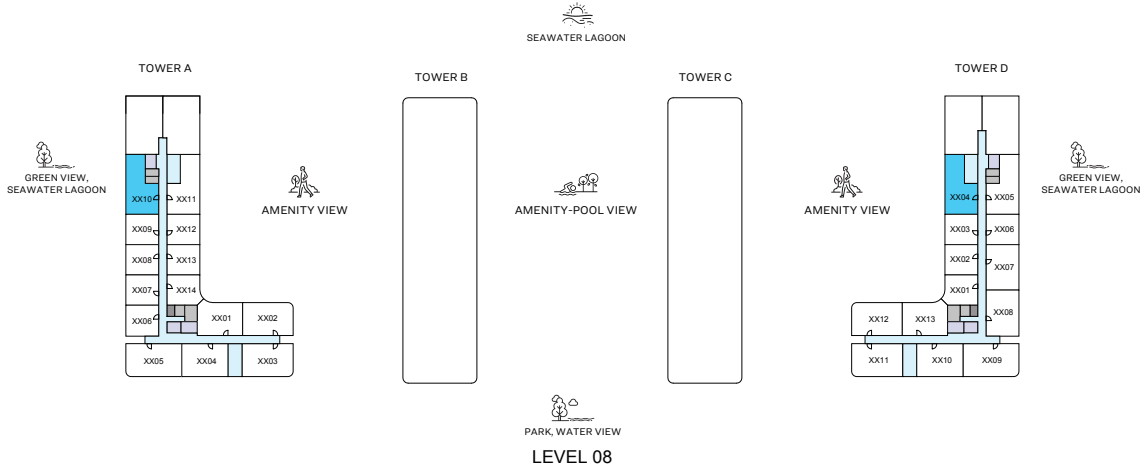 SEAWATER LAGOON
TOWER A
TOWER B
TOWER C
TOWER D
GREEN VIEW,
SEAWATER LAGOON
AMENITY VIEW
AMENITY-POOL VIEW
AMENITY VIEW
GREEN VIEW,
SEAWATER LAGOON
XX10 XX11
XX09 XX12
XX08 XX13
XX07 XX14
XX06 XX01 XX02
XX05 XX04 XX03
XX04 XX05
XX03 XX06
XX02 XX07
XX01
XX12 XX13 XX08
XX11 XX10 XX09
PARK, WATER VIEW
LEVEL 08